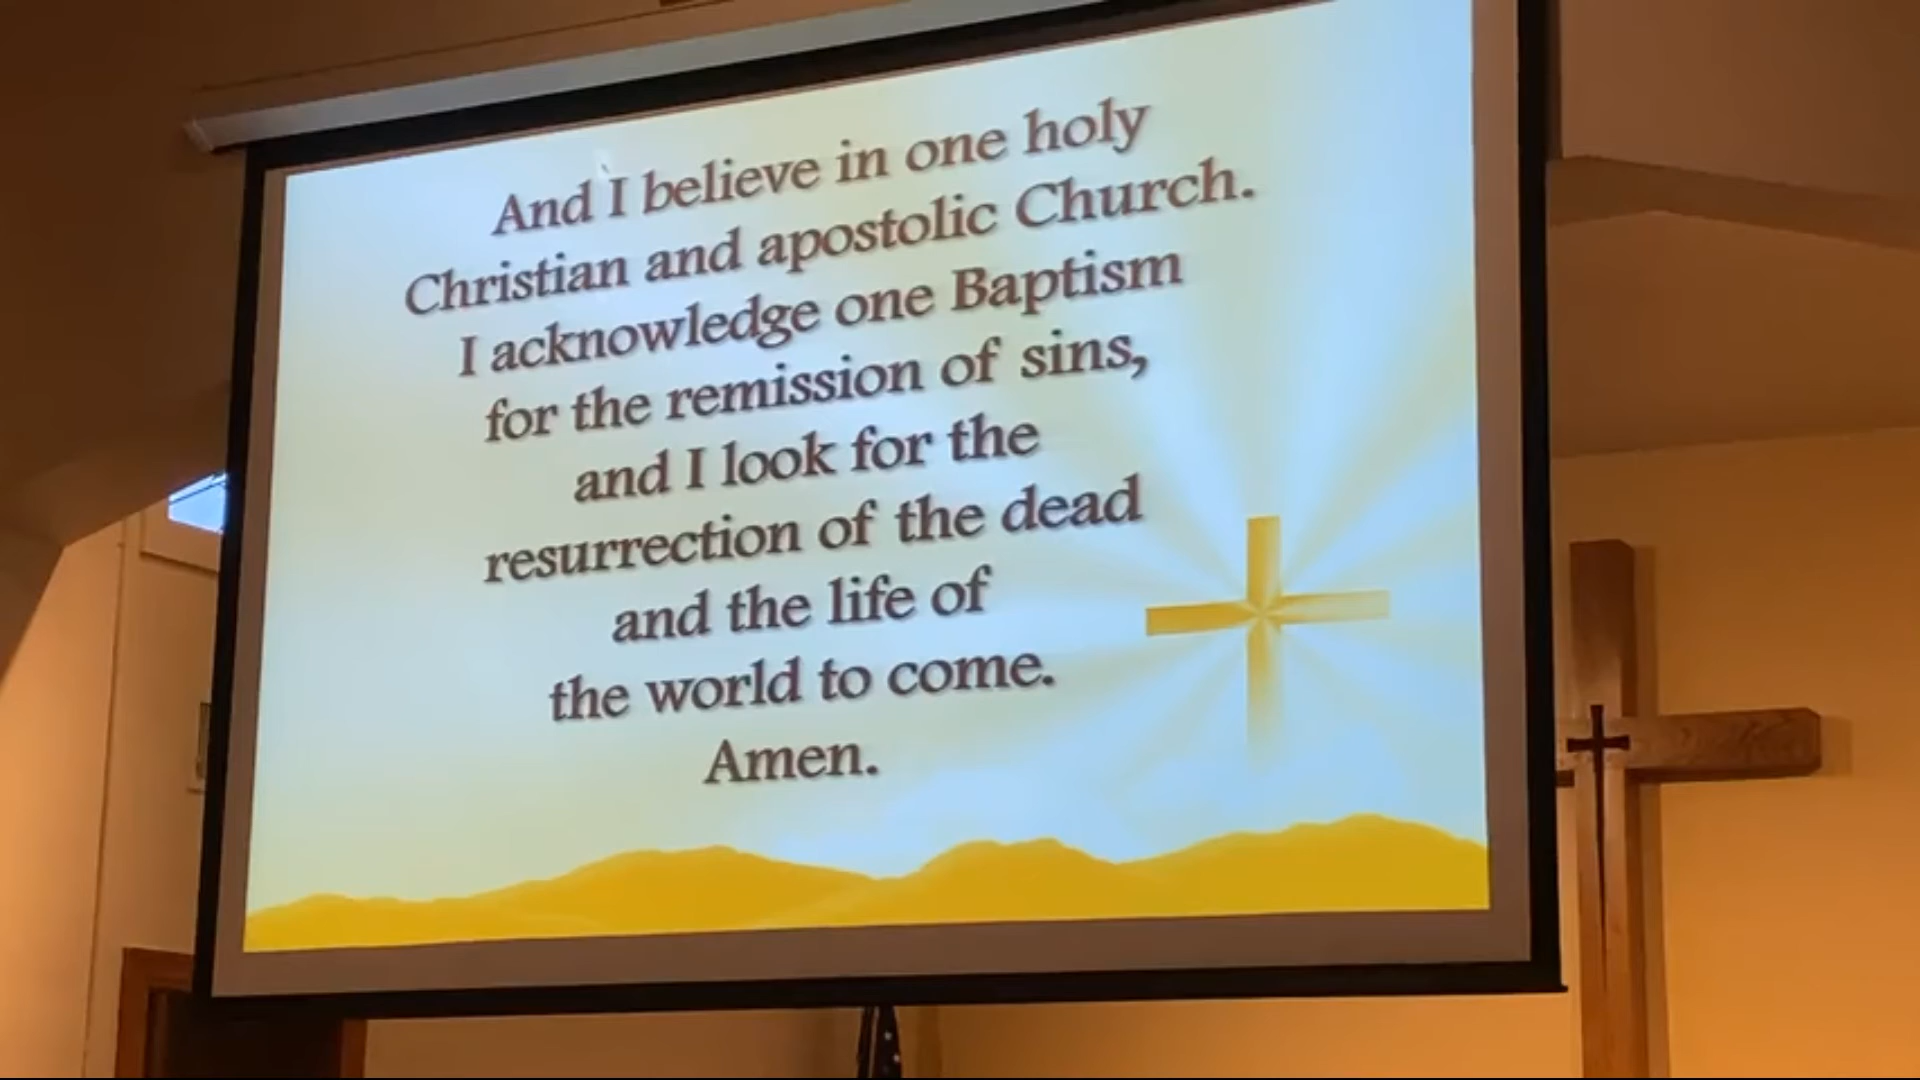 And I believe in one holy
Christian and apostolic Church.
I acknowledge one Baptism
for the remission of sins,
and I look for the
resurrection of the dead
and the life of
the world to come.
Amen.